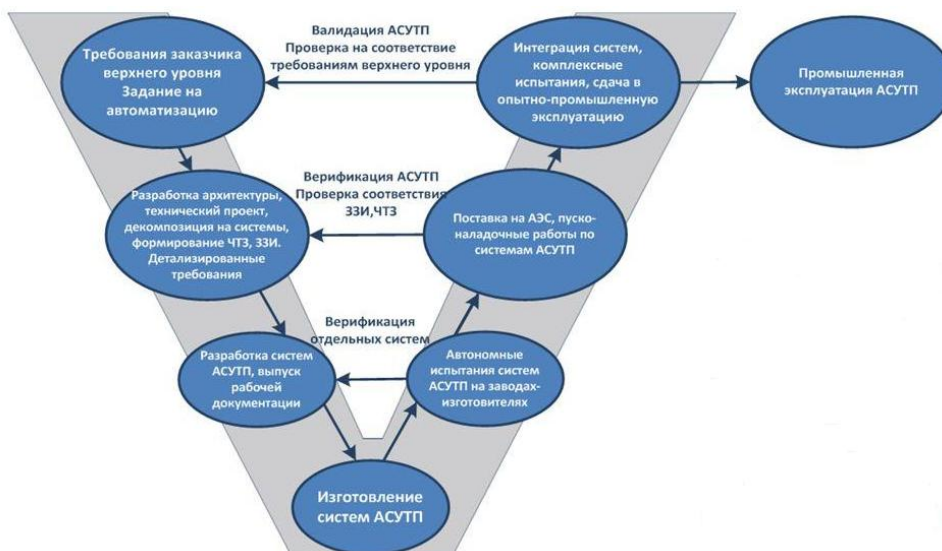 Требования заказчика
верхнего уровня
Задание на
автоматизацию
Валидация АСУТП
Проверка на соответствие
требованиям верхнего уровня
Интеграция систем,
комплексные
испытания, сдача в
опытно-промышленную
эксплуатацию
Промышленная
эксплуатация АСУТП
Разработка архитектуры,
технический проект,
декомпозиция на системы,
формирование ЧТЗ, ЗЗИ.
Детализированные
требования
Верификация АСУТП
Проверка соответствия
ЗЗИ,ЧТЗ
Поставка на АЭС, пуско-
наладочные работы по
системам АСУТП
Разработка систем
АСУТП, выпуск
рабочей
документации
Верификация
отдельных систем
Автономные
испытания систем
АСУТП на заводах-
изготовителях
Изготовление
систем АСУТП